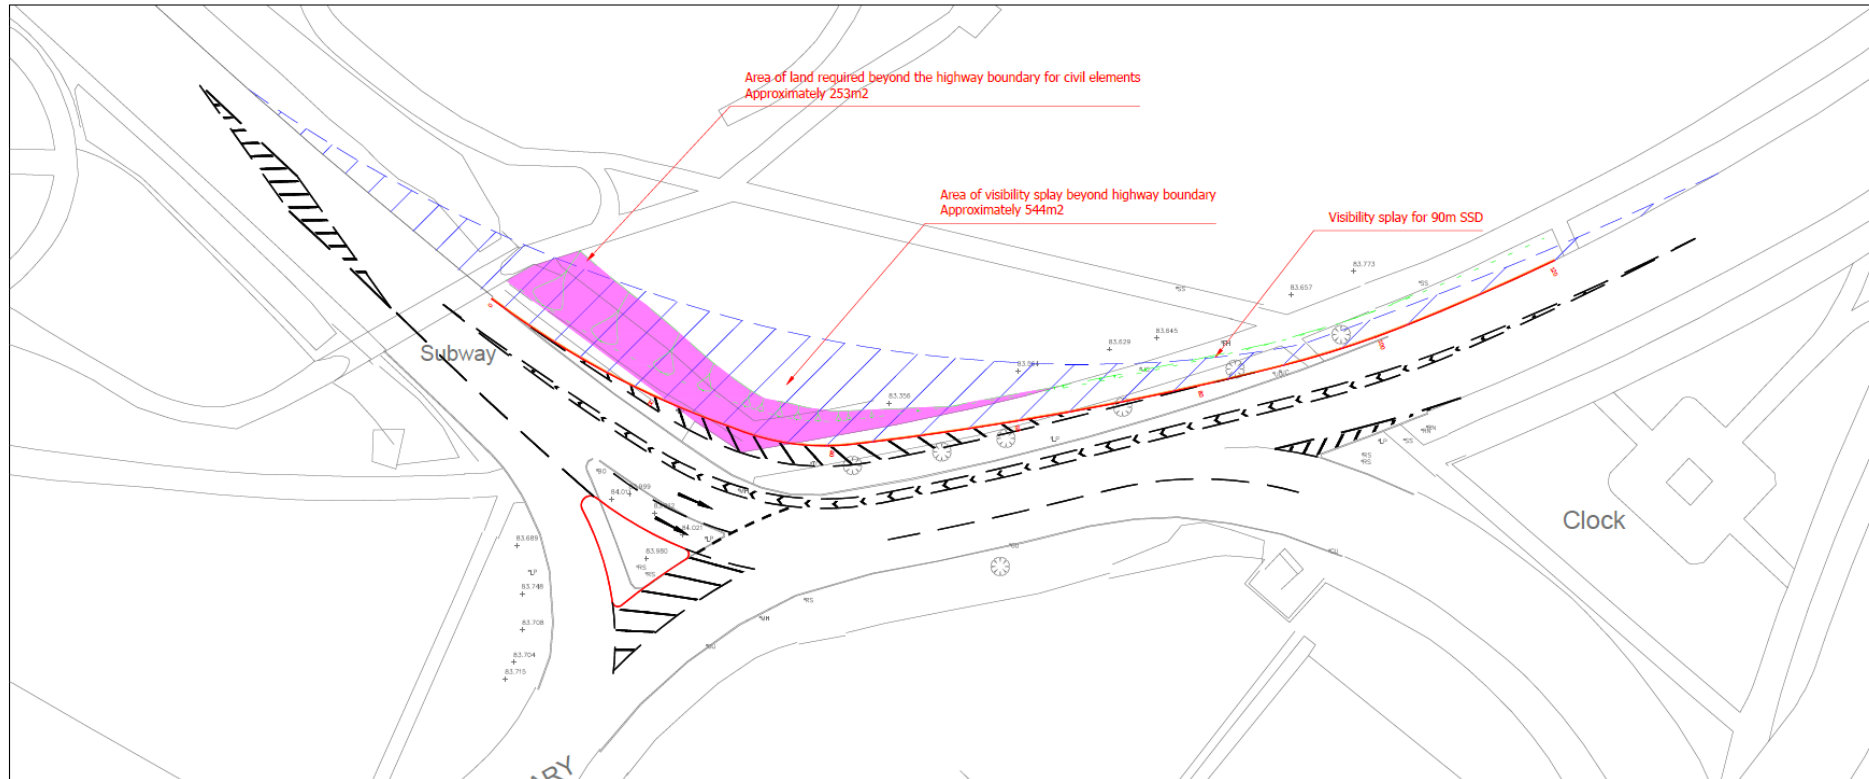 Area of land required beyond the highway boundary for civil elements
Approximately 253m2
Area of visibility splay beyond highway boundary
Approximately 544m2
Visibility splay for 90m SSD
83.773
83.657
83.645
83.629
83.356
Subway
84.021
83.980
83.689
83.748
83.708
83.704
83.715
Clock
ARY